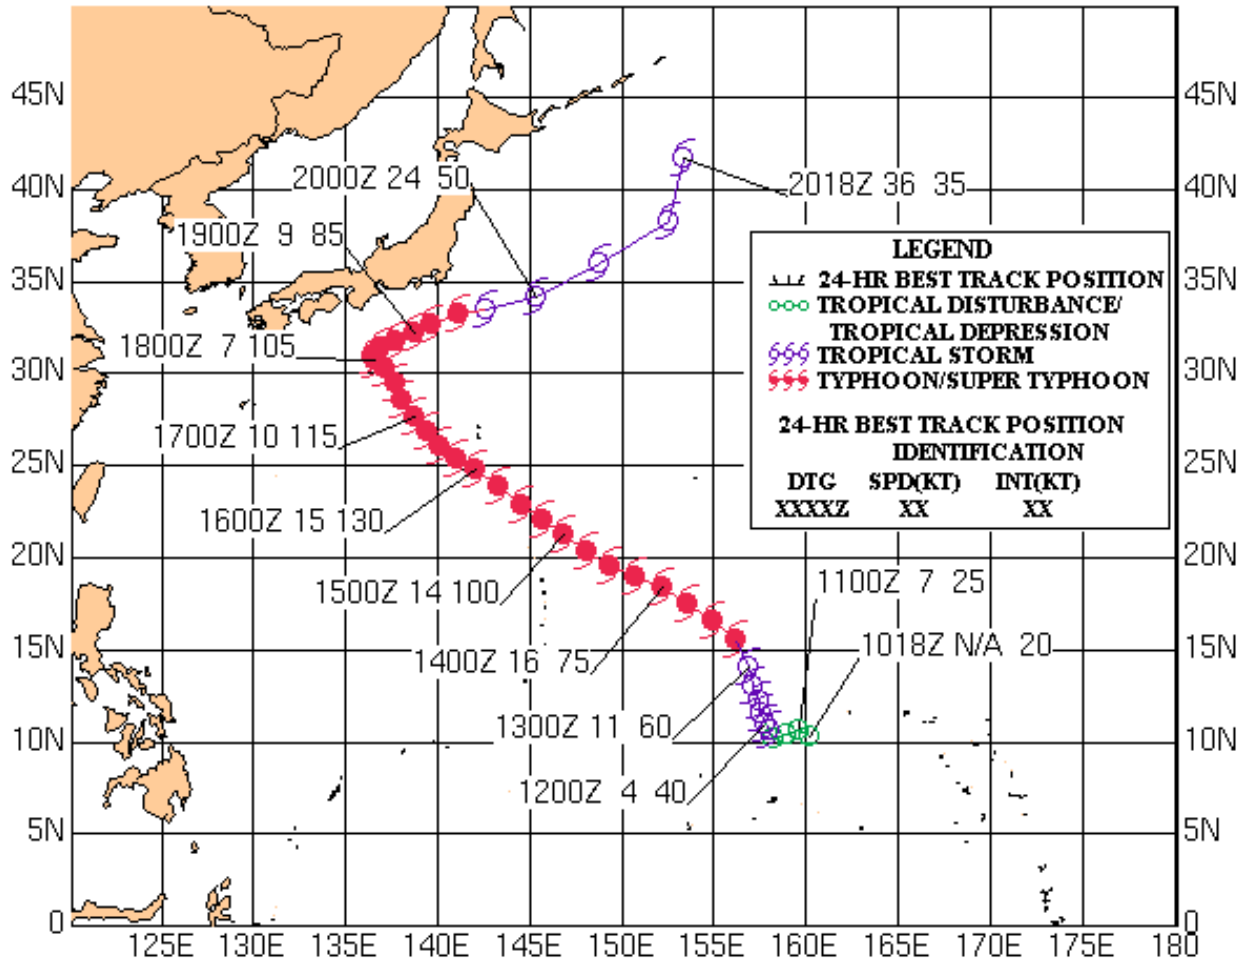 45N
45N
2000Z 24 50
2018Z 36 35
40N
40N
1900Z 9 85
LEGEND
24-HR BEST TRACK POSITION
TROPICAL DISTURBANCE/
TROPICAL DEPRESSION
TROPICAL STORM
TYPHOON/SUPER TYPHOON
24-HR BEST TRACK POSITION
IDENTIFICATION
DTG SPD(KT) INT(KT)
XXXXZ XX XX
35N
35N
1800Z 7 105
30N
30N
1700Z 10 115
25N
25N
1600Z 15 130
20N
20N
1500Z 14 100
1100Z 7 25
15N
15N
1400Z 16 75
1018Z N/A 20
1300Z 11 60
10N
10N
1200Z 4 40
5N
5N
0
0
125E 130E 135E 140E 145E 150E 155E 160E 165E 170E 175E 180